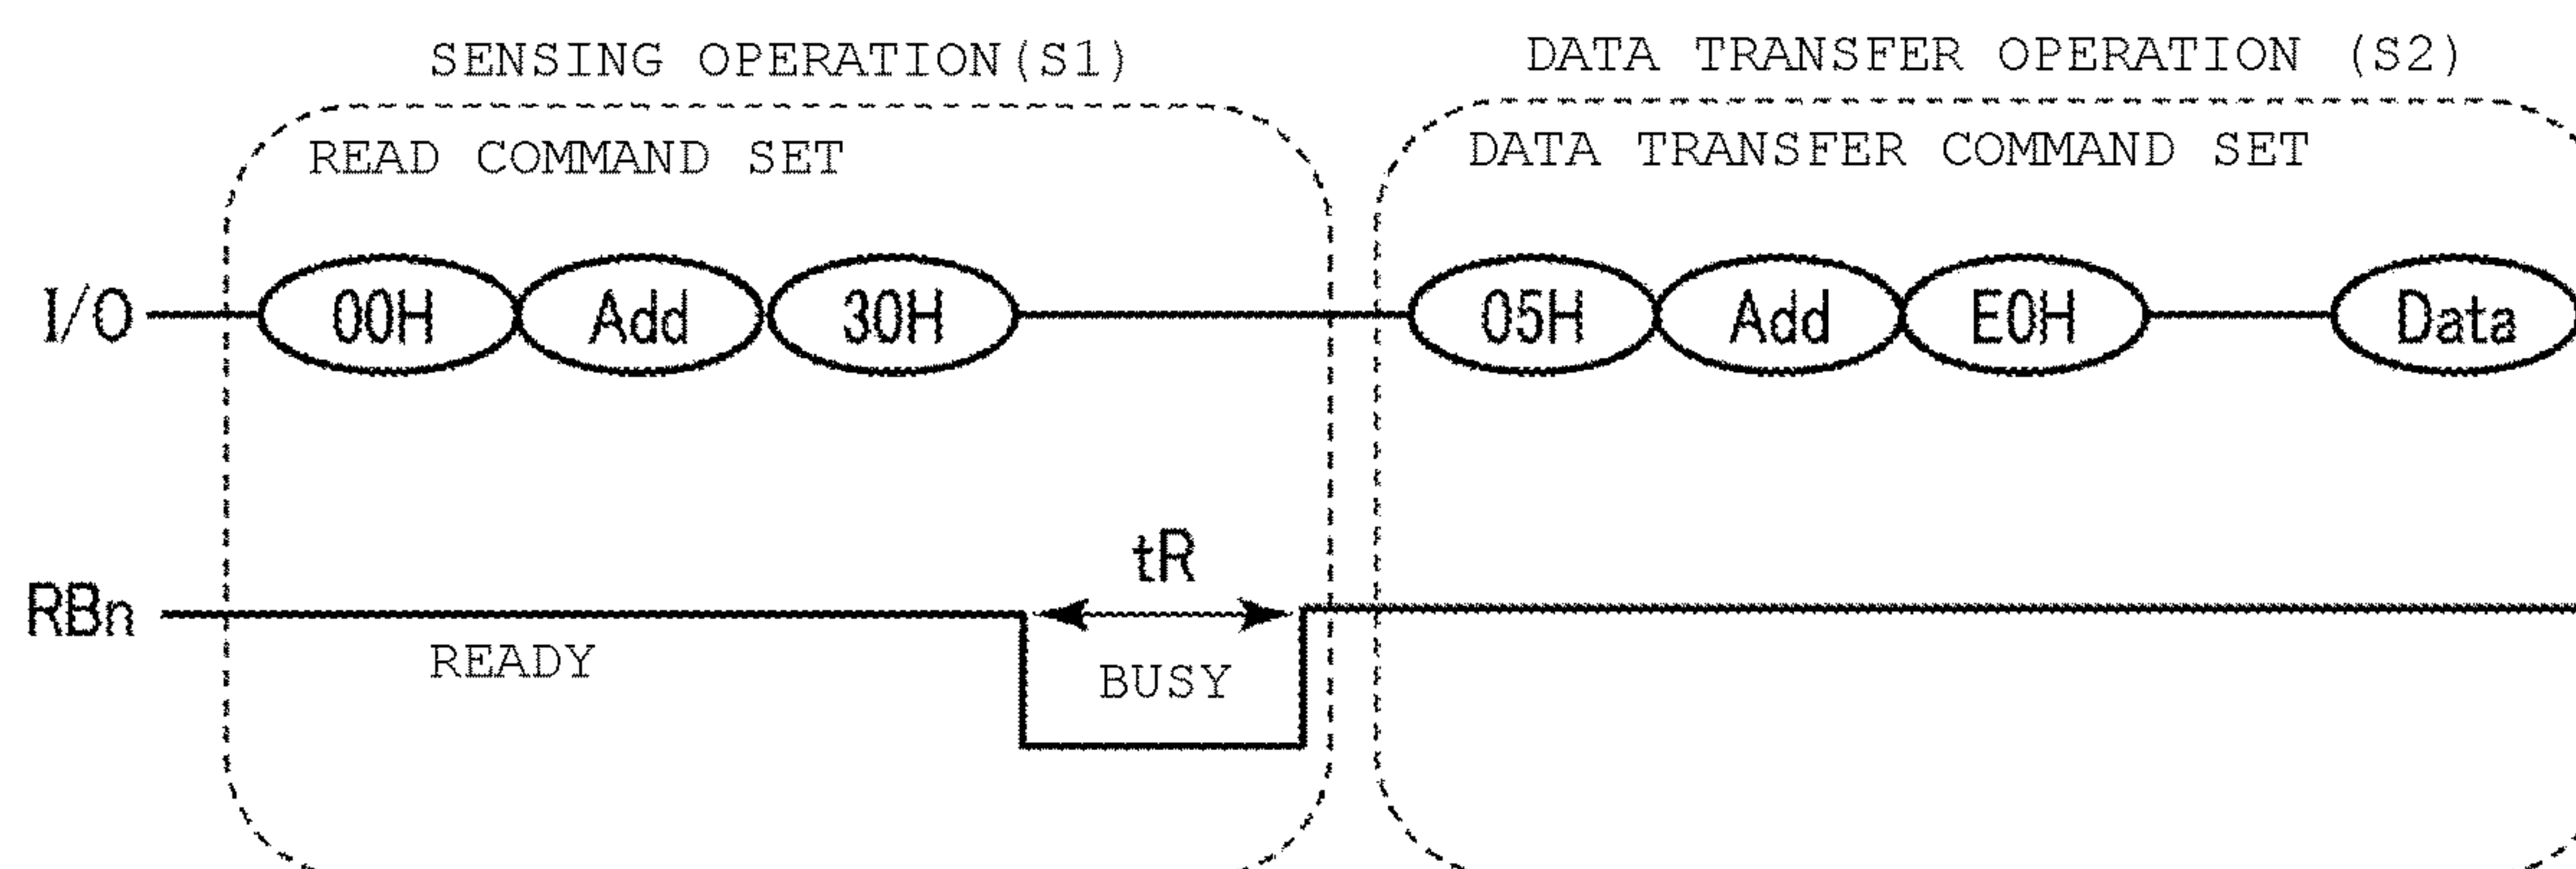 SENSING OPERATION(S1)
DATA TRANSFER OPERATION (S2)
READ COMMAND SET
DATA TRANSFER COMMAND SET
I/O 00H Add 30H 05H Add E0H Data
tR
RBn
READY
BUSY